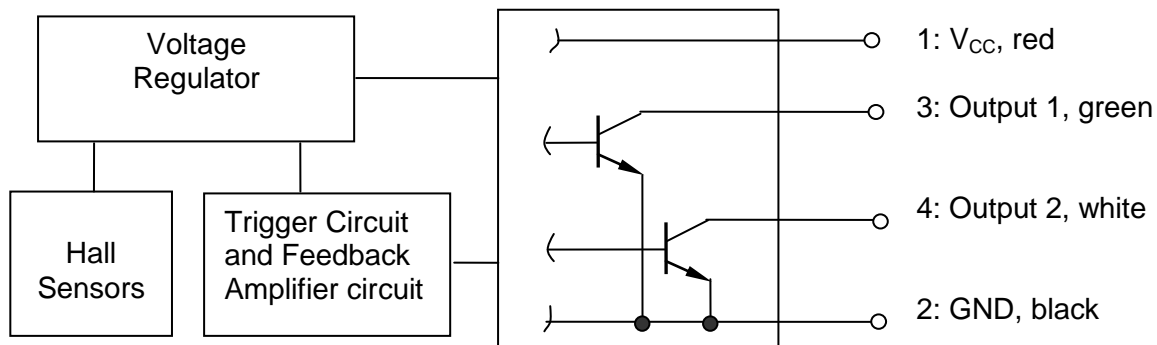 Voltage
Regulator
Hall
Sensors
Trigger Circuit
and Feedback
Amplifier circuit
1: VCC, red
3: Output 1, green
4: Output 2, white
2: GND, black